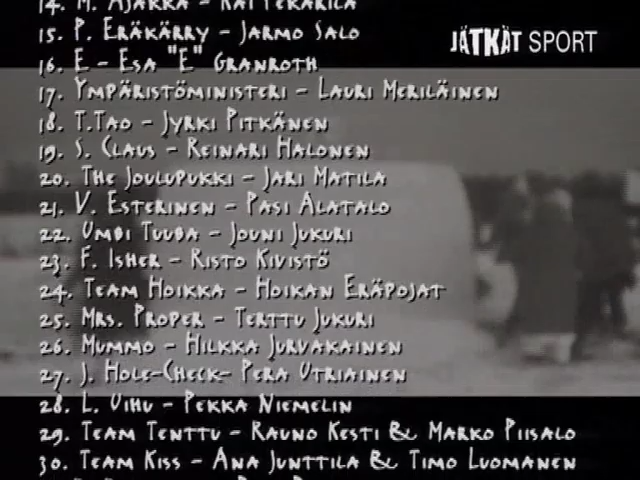 14. M. Ajakka -
15. P. Eräkärry - Jarmo Salo
JÄTKÄT SPORT
16. E - Esa "E" Granroth
17. Ympäristöministeri - Lauri Meriläinen
18. T.Tao - Jyrki Pitkänen
19. S. Claus - Reinari Halonen
20. The Joulupukki - Jari Matila
21. V. Esterinen - Pasi Alatalo
22. Umbi Tuuba - Jouni Jukuri
23. F. Isher - Risto Kivistö
24. Team Hoikka - Hoikan Eräpojat
25. Mrs. Proper - Terttu Jukuri
26. Mummo - Hilkka Jurvakainen
27. J. Hole-Check- Pera Utriainen
28. L. Uihu - Pekka Niemelin
29. Team Tenttu - Rauno Kesti & Marko Piisalo
30. Team Kiss - Ana Junttila & Timo Luomanen